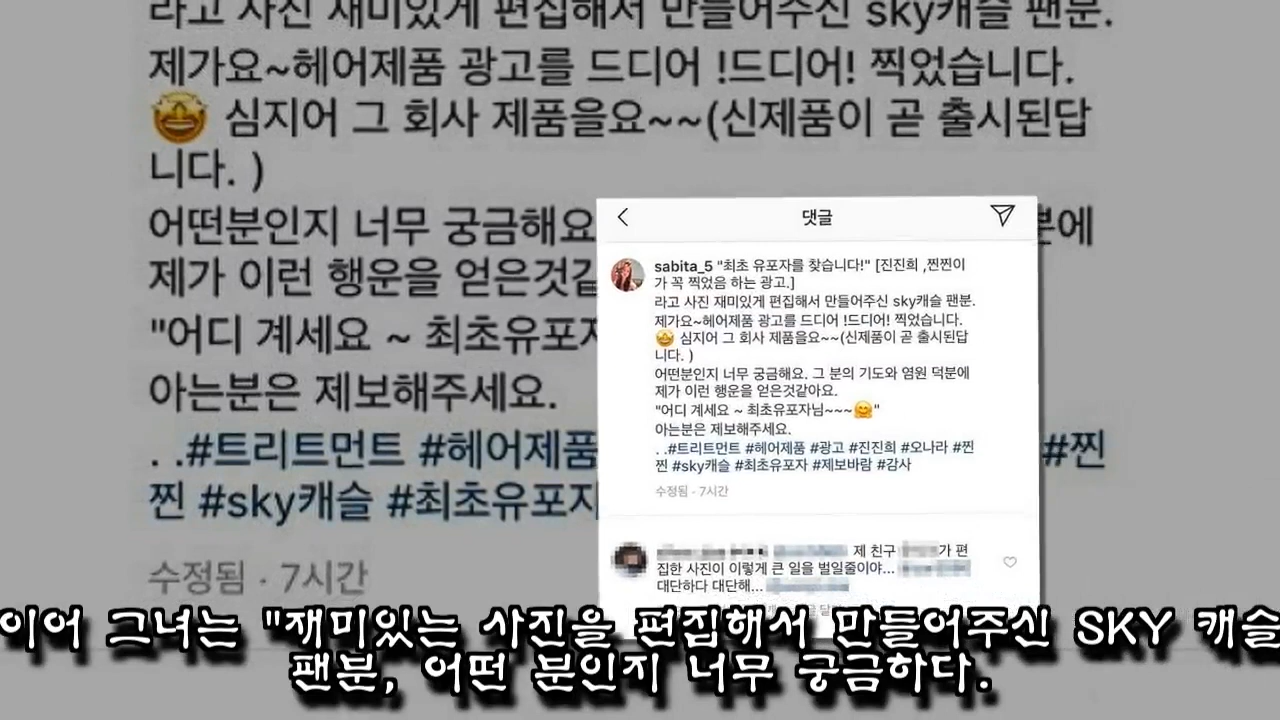 라고 사진 재미있게 편집해서 만들어주신 sky캐슬 팬분.
제가요~헤어제품 광고를 드디어 !드디어! 찍었습니다.
🤩 심지어 그 회사 제품을요~~(신제품이 곧 출시된답
니다. )
어떤분인지 너무 궁금해요
분에
제가 이런 행운을 얻은것같
"어디 계세요 ~ 최초유포자
아는분은 제보해주세요.
. .#트리트먼트 #헤어제품
#찐
찐 #sky캐슬 #최초유포자
수정됨 · 7시간
댓글
sabita_5 "최초 유포자를 찾습니다!" [진진희 ,찐찐이
가 꼭 찍었음 하는 광고.]
라고 사진 재미있게 편집해서 만들어주신 sky캐슬 팬분.
제가요~헤어제품 광고를 드디어 !드디어! 찍었습니다.
🤩 심지어 그 회사 제품을요~~(신제품이 곧 출시된답
니다. )
어떤분인지 너무 궁금해요. 그 분의 기도와 염원 덕분에
제가 이런 행운을 얻은것같아요.
"어디 계세요 ~ 최초유포자님~~~🤗"
아는분은 제보해주세요.
. .#트리트먼트 #헤어제품 #광고 #진진희 #오나라 #찐
찐 #sky캐슬 #최초유포자 #제보바람 #감사
수정됨 · 7시간
제 친구 가 편
집한 사진이 이렇게 큰 일을 벌일줄이야...
대단하다 대단해...
이어 그녀는 "재미있는 사진을 편집해서 만들어주신 SKY 캐슬
팬분, 어떤 분인지 너무 궁금하다.